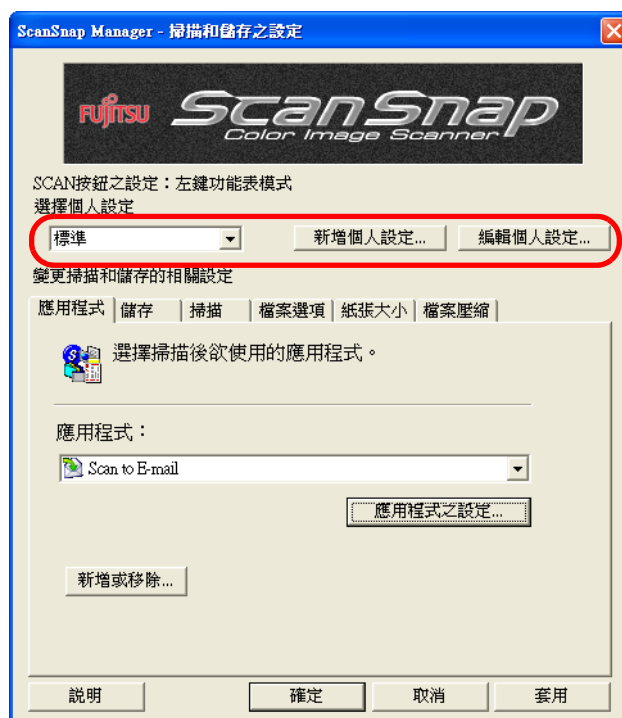 ScanSnap Manager - 掃描和儲存之設定
FUJITSU ScanSnap
Color Image Scanner
SCAN按鈕之設定：左鍵功能表模式
選擇個人設定
標準 新增個人設定... 編輯個人設定...
變更掃描和儲存的相關設定
應用程式 儲存 掃描 檔案選項 紙張大小 檔案壓縮
選擇掃描後欲使用的應用程式。
應用程式：
Scan to E-mail
應用程式之設定...
新增或移除...
説明 確定 取消 套用